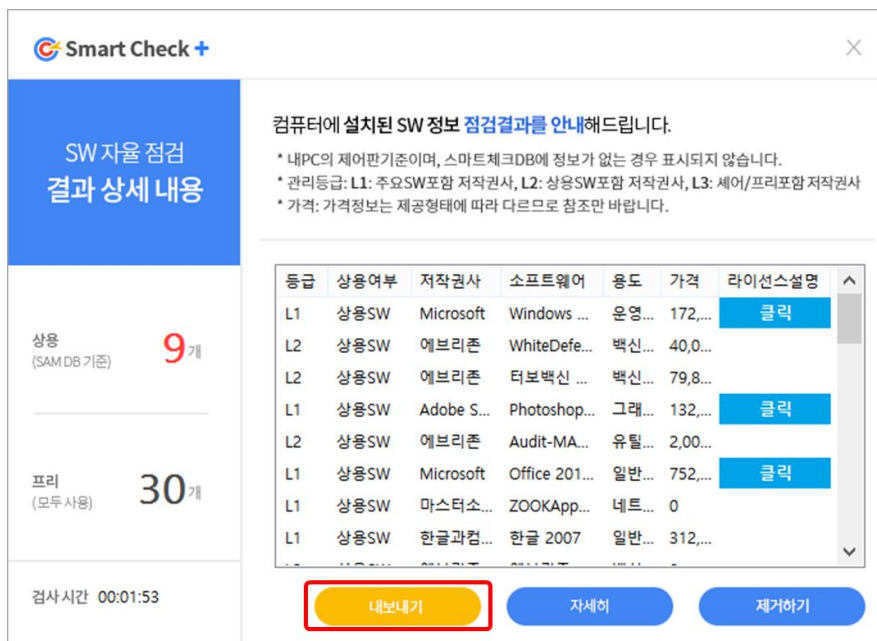 Smart Check +
SW 자율 점검
결과 상세 내용
상용
(SAM DB 기준)
9개
프리
(모두 사용)
30개
검사 시간 00:01:53
컴퓨터에 설치된 SW 정보 점검결과를 안내해드립니다.
* 내PC의 제어판기준이며, 스마트체크DB에 정보가 없는 경우 표시되지 않습니다.
* 관리등급: L1: 주요SW포함 저작권사, L2: 상용SW포함 저작권사, L3: 셰어/프리포함 저작권사
* 가격: 가격정보는 제공형태에 따라 다르므로 참조만 바랍니다.
등급 상용여부 저작권사 소프트웨어 용도 가격 라이선스설명
L1 상용SW Microsoft Windows ... 운영... 172,... 클릭
L2 상용SW 에브리존 WhiteDefe... 백신... 40,0...
L2 상용SW 에브리존 터보백신 ... 백신... 79,8...
L1 상용SW Adobe S... Photoshop... 그래... 132,... 클릭
L2 상용SW 에브리존 Audit-MA... 유틸... 2,00...
L1 상용SW Microsoft Office 201... 일반... 752,... 클릭
L1 상용SW 마스터소... ZOOKApp... 네트... 0
L1 상용SW 한글과컴... 한글 2007 일반... 312,...
내보내기 자세히 제거하기